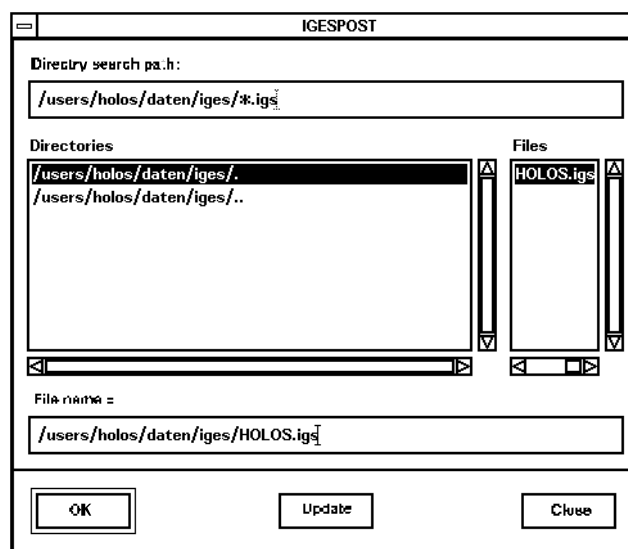 IGESPOST
Directry search path:
/users/holos/daten/iges/*.igs
Directories
Files
/users/holos/daten/iges/.
HOLOS.igs
/users/holos/daten/iges/..
File name =
/users/holos/daten/iges/HOLOS.igs
OK
Update
Close